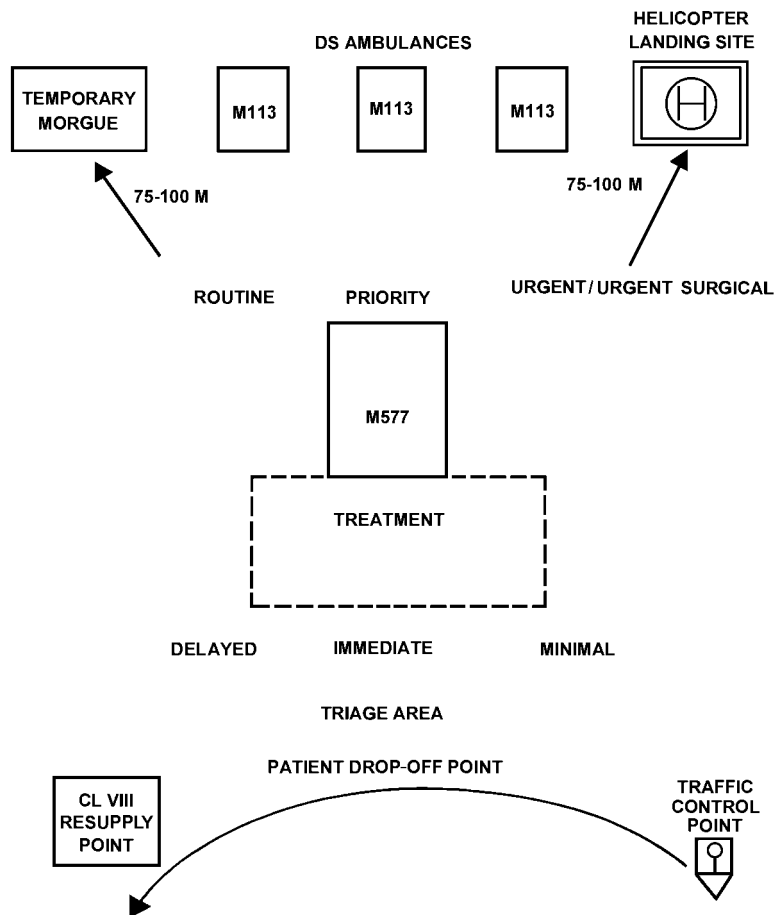 HELICOPTER
LANDING SITE
DS AMBULANCES
TEMPORARY
MORGUE
M113
M113
M113
H
75-100 M
75-100 M
URGENT/URGENT SURGICAL
ROUTINE
PRIORITY
M577
TREATMENT
DELAYED
IMMEDIATE
MINIMAL
TRIAGE AREA
PATIENT DROP-OFF POINT
CL VIII
RESUPPLY
POINT
TRAFFIC
CONTROL
POINT